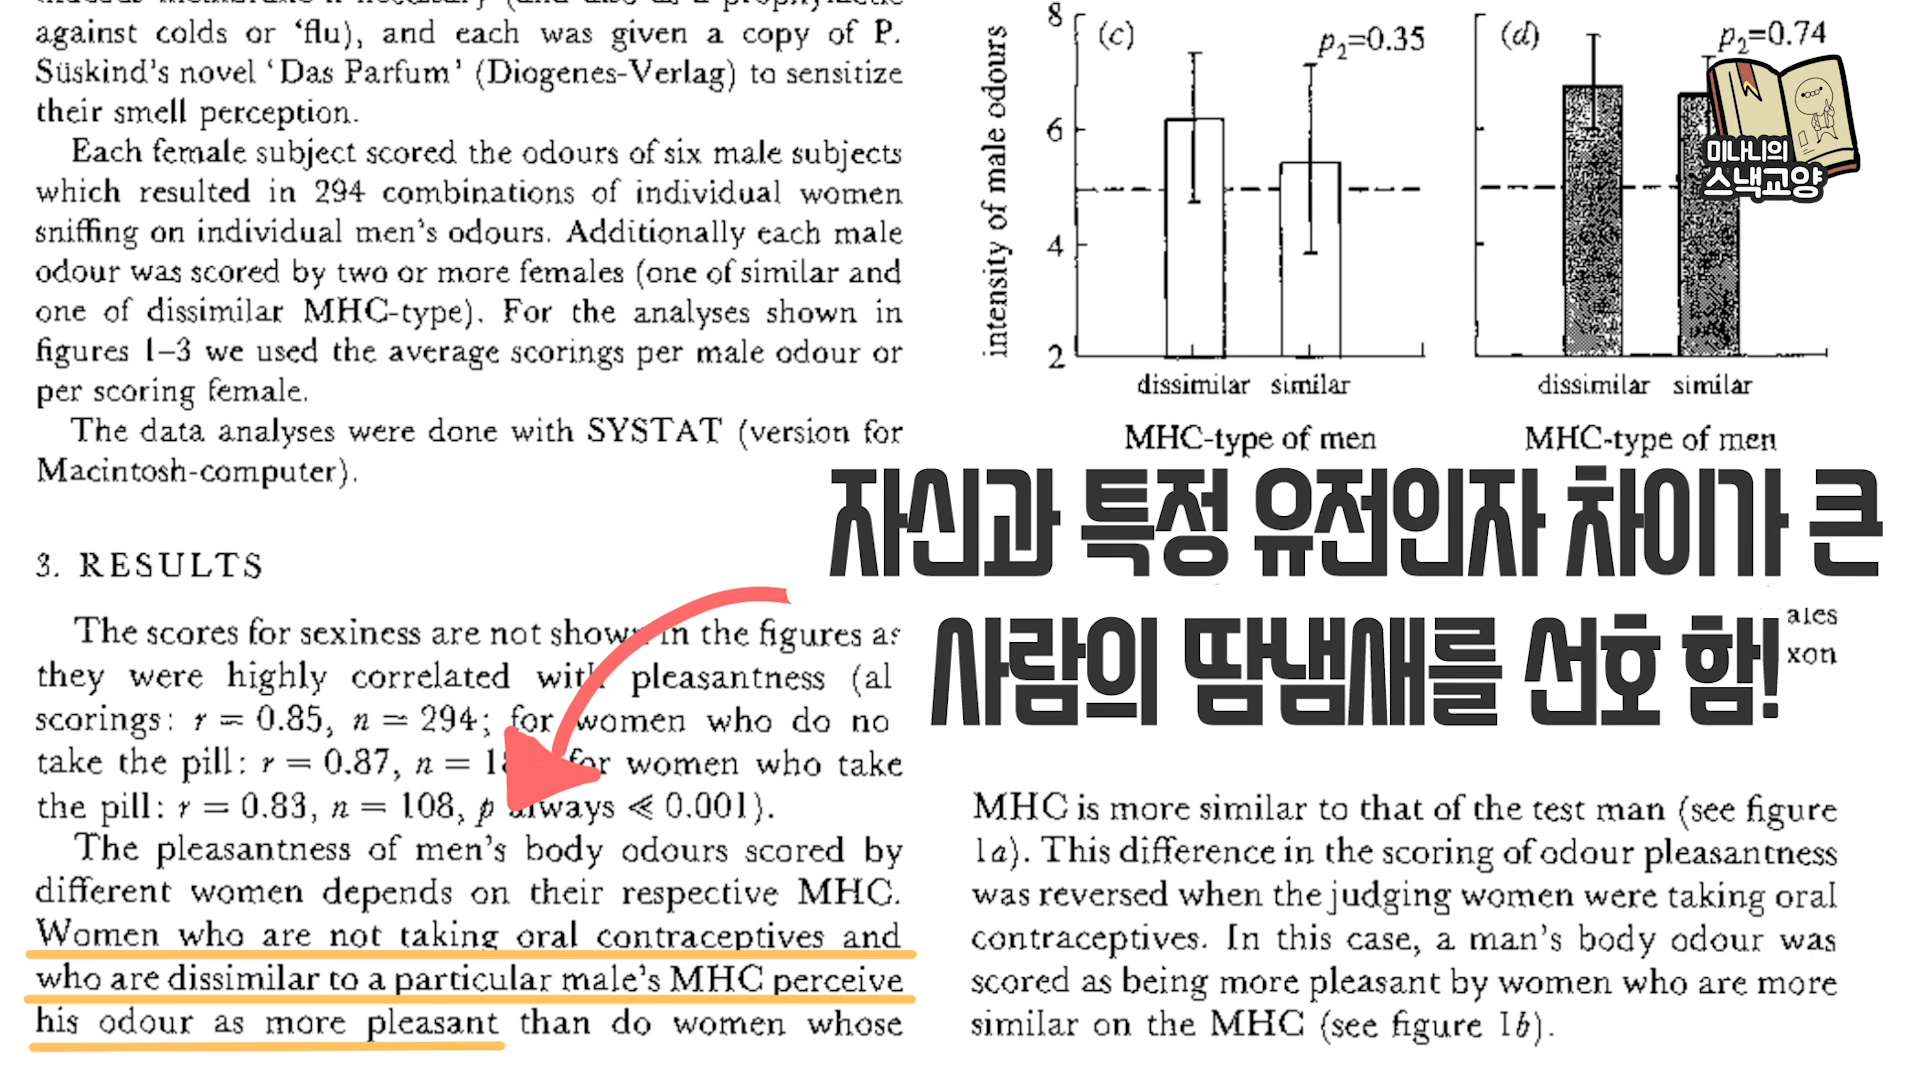 against colds or 'flu), and each was given a copy of P.
Süskind's novel 'Das Parfum' (Diogenes-Verlag) to sensitize
their smell perception.
Each female subject scored the odours of six male subjects
which resulted in 294 combinations of individual women
sniffing on individual men's odours. Additionally each male
odour was scored by two or more females (one of similar and
one of dissimilar MHC-type). For the analyses shown in
figures 1–3 we used the average scorings per male odour or
per scoring female.
The data analyses were done with SYSTAT (version for
Macintosh-computer).
3. RESULTS
The scores for sexiness are not shown in the figures as
they were highly correlated with pleasantness (al
scorings: r = 0.85, n = 294; for women who do no
take the pill: r = 0.87, n = 1 for women who take
the pill: r = 0.83, n = 108, p always ≪ 0.001).
The pleasantness of men's body odours scored by
different women depends on their respective MHC.
Women who are not taking oral contraceptives and
who are dissimilar to a particular male's MHC perceive
his odour as more pleasant than do women whose
intensity of male odours
8
6
4
2
(c)
p2=0.35
dissimilar similar
MHC-type of men
(d)
p2=0.74
dissimilar similar
MHC-type of men
미나니의
스낵교양
자신과 특정 유전인자 차이가 큰
사람의 땀냄새를 선호 함!
ales
xon
MHC is more similar to that of the test man (see figure
1a). This difference in the scoring of odour pleasantness
was reversed when the judging women were taking oral
contraceptives. In this case, a man's body odour was
scored as being more pleasant by women who are more
similar on the MHC (see figure 1b).